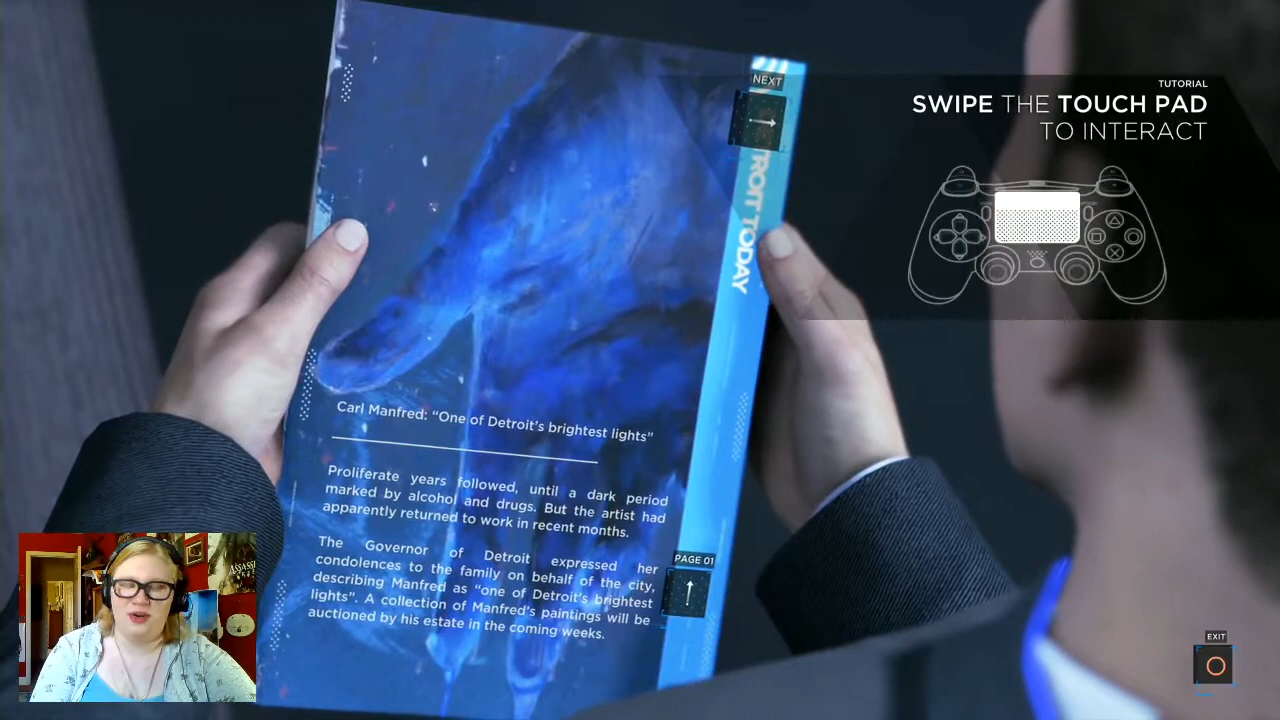 NEXT
TUTORIAL
SWIPE THE TOUCH PAD
TO INTERACT
TROIT TODAY
Carl Manfred: “One of Detroit’s brightest lights”
Proliferate years followed, until a dark period
marked by alcohol and drugs. But the artist had
apparently returned to work in recent months.
The Governor of Detroit expressed her
condolences to the family on behalf of the city,
describing Manfred as “one of Detroit’s brightest
lights”. A collection of Manfred’s paintings will be
auctioned by his estate in the coming weeks.
PAGE 01
EXIT